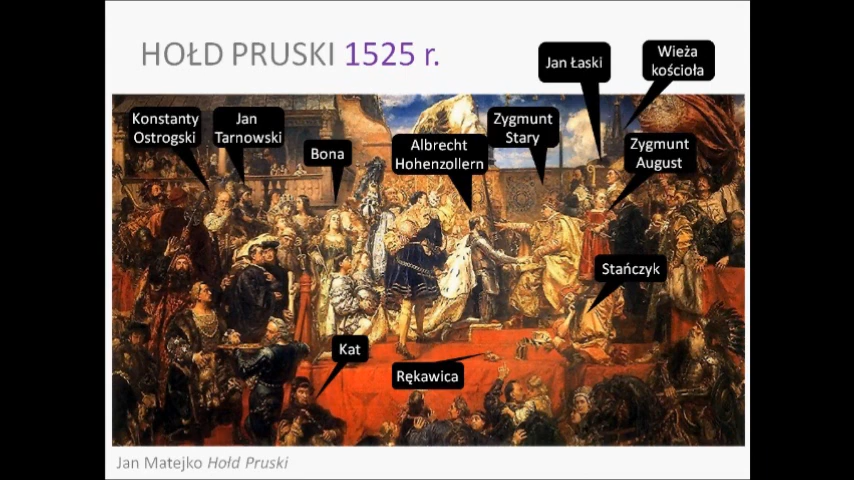 HOŁD PRUSKI 1525 r.
Jan Łaski
Wieża
kościoła
Konstanty
Ostrogski
Jan
Tarnowski
Bona
Albrecht
Hohenzollern
Zygmunt
Stary
Zygmunt
August
Stańczyk
Kat
Rękawica
Jan Matejko Hołd Pruski